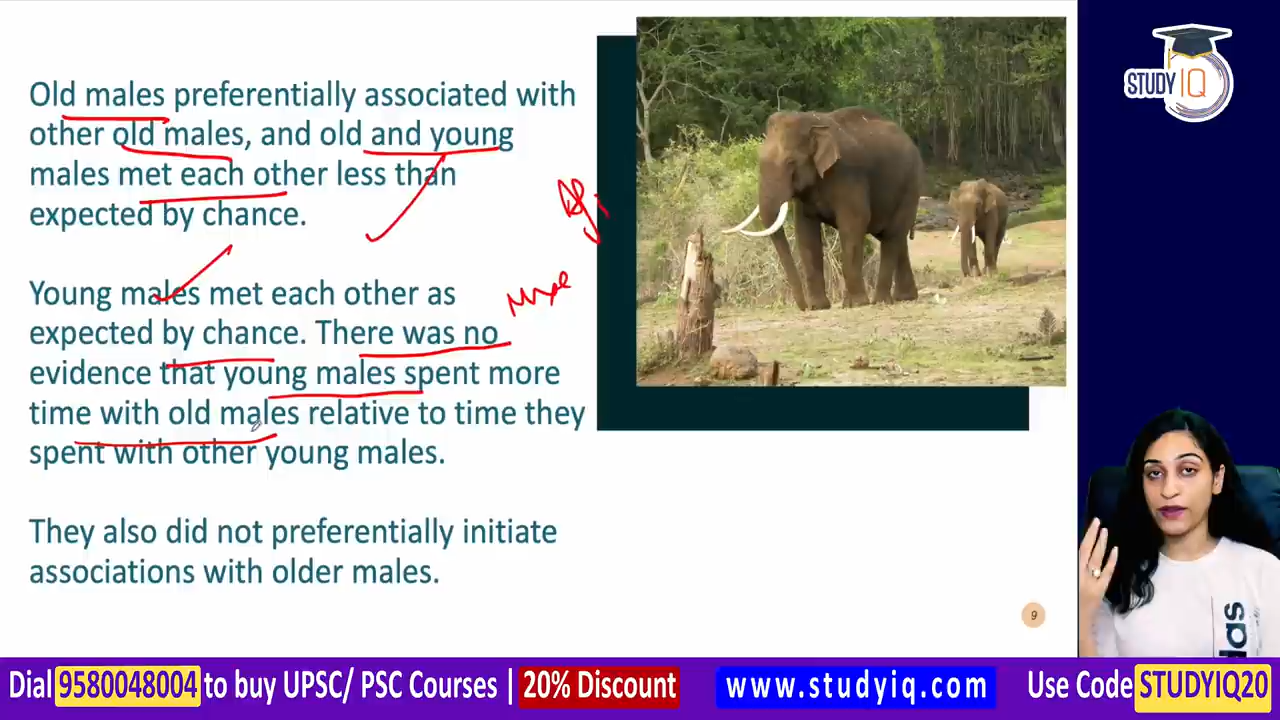 Old males preferentially associated with
other old males, and old and young
males met each other less than
expected by chance.
Young males met each other as
expected by chance. There was no
evidence that young males spent more
time with old males relative to time they
spent with other young males.
They also did not preferentially initiate
associations with older males.
9
STUDY IQ
das
Dial 9580048004 to buy UPSC/ PSC Courses | 20% Discount
www.studyiq.com
Use Code STUDYIQ20